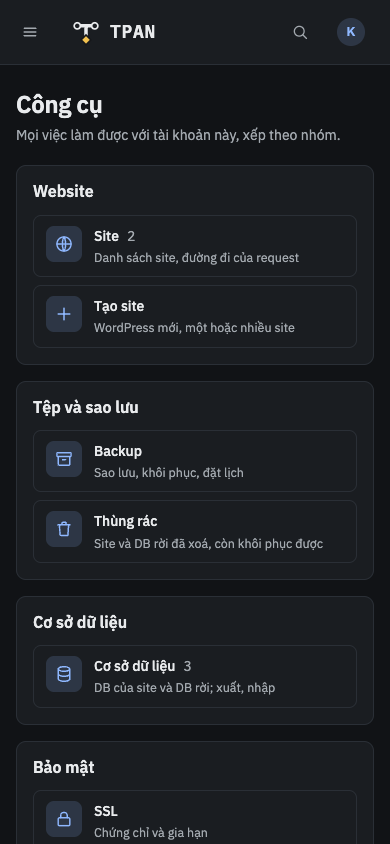 TPAN
K
Công cụ
Mọi việc làm được với tài khoản này, xếp theo nhóm.
Website
Site 2
Danh sách site, đường đi của request
Tạo site
WordPress mới, một hoặc nhiều site
Tệp và sao lưu
Backup
Sao lưu, khôi phục, đặt lịch
Thùng rác
Site và DB rời đã xoá, còn khôi phục được
Cơ sở dữ liệu
Cơ sở dữ liệu 3
DB của site và DB rời; xuất, nhập
Bảo mật
SSL
Chứng chỉ và gia hạn